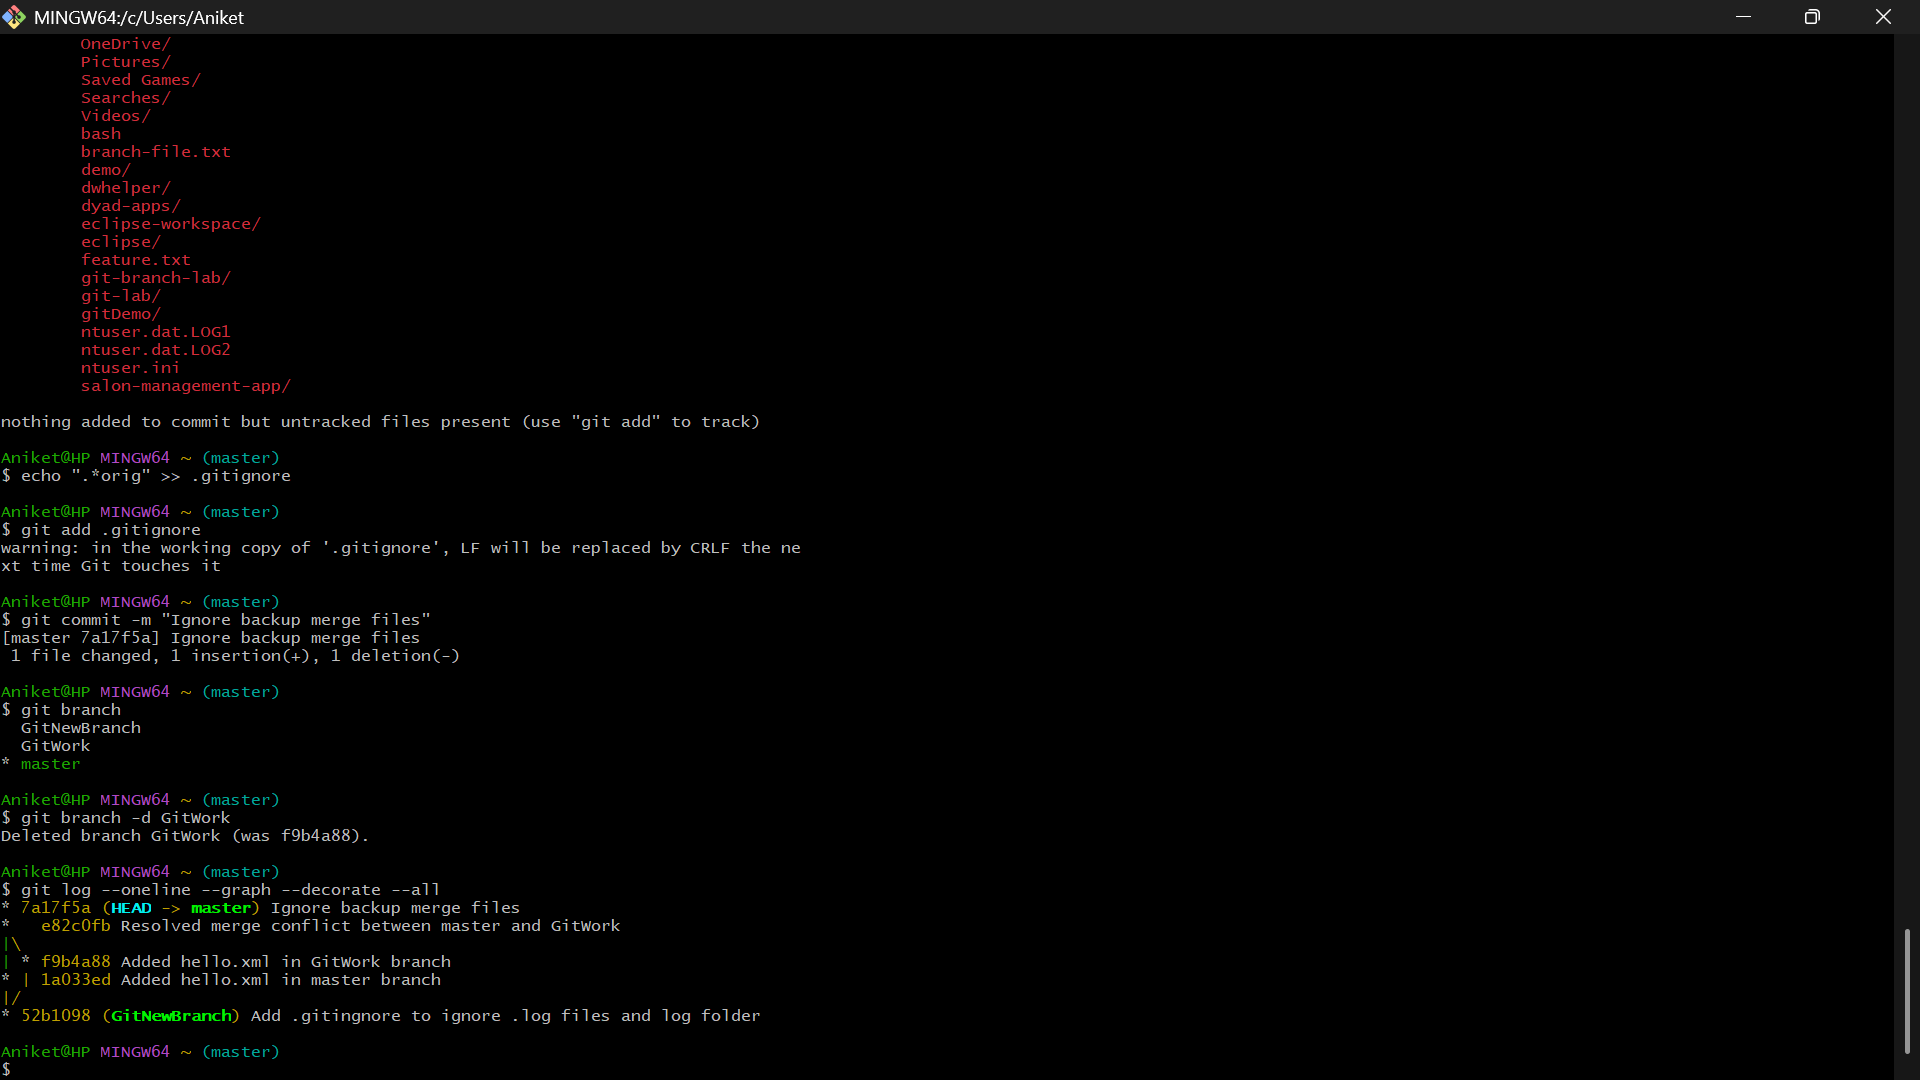 MINGW64:/c/Users/Aniket
OneDrive/
Pictures/
Saved Games/
Searches/
Videos/
bash
branch-file.txt
demo/
dwhelper/
dyad-apps/
eclipse-workspace/
eclipse/
feature.txt
git-branch-lab/
git-lab/
gitDemo/
ntuser.dat.LOG1
ntuser.dat.LOG2
ntuser.ini
salon-management-app/
nothing added to commit but untracked files present (use "git add" to track)
Aniket@HP MINGW64 ~ (master)
$ echo ".*orig" >> .gitignore
Aniket@HP MINGW64 ~ (master)
$ git add .gitignore
warning: in the working copy of '.gitignore', LF will be replaced by CRLF the ne
xt time Git touches it
Aniket@HP MINGW64 ~ (master)
$ git commit -m "Ignore backup merge files"
[master 7a17f5a] Ignore backup merge files
 1 file changed, 1 insertion(+), 1 deletion(-)
Aniket@HP MINGW64 ~ (master)
$ git branch
  GitNewBranch
  GitWork
* master
Aniket@HP MINGW64 ~ (master)
$ git branch -d GitWork
Deleted branch GitWork (was f9b4a88).
Aniket@HP MINGW64 ~ (master)
$ git log --oneline --graph --decorate --all
* 7a17f5a (HEAD -> master) Ignore backup merge files
*   e82c0fb Resolved merge conflict between master and GitWork
|\
| * f9b4a88 Added hello.xml in GitWork branch
* | 1a033ed Added hello.xml in master branch
|/
* 52b1098 (GitNewBranch) Add .gitingnore to ignore .log files and log folder
Aniket@HP MINGW64 ~ (master)
$